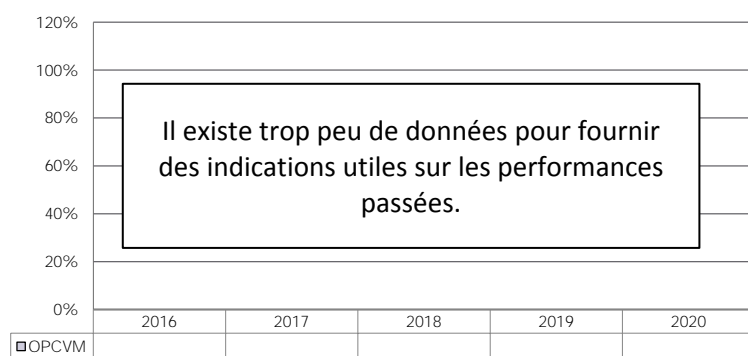 120%
100%
80%
60%
40%
20%
0%
Il existe trop peu de données pour fournir
des indications utiles sur les performances
passées.
2016 2017 2018 2019 2020
OPCVM